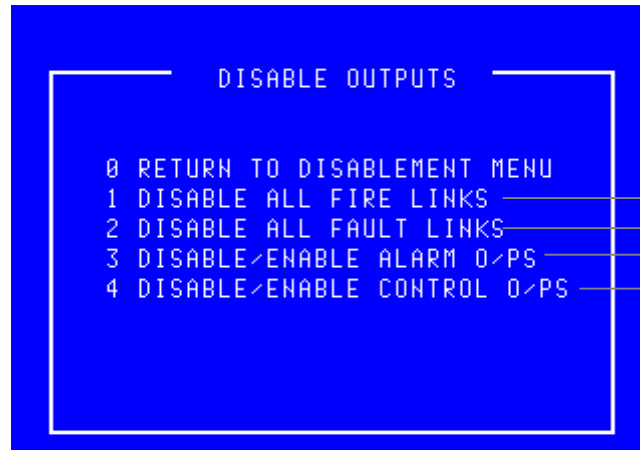 DISABLE OUTPUTS
0 RETURN TO DISABLEMENT MENU
1 DISABLE ALL FIRE LINKS
2 DISABLE ALL FAULT LINKS
3 DISABLE/ENABLE ALARM O/PS
4 DISABLE/ENABLE CONTROL O/PS